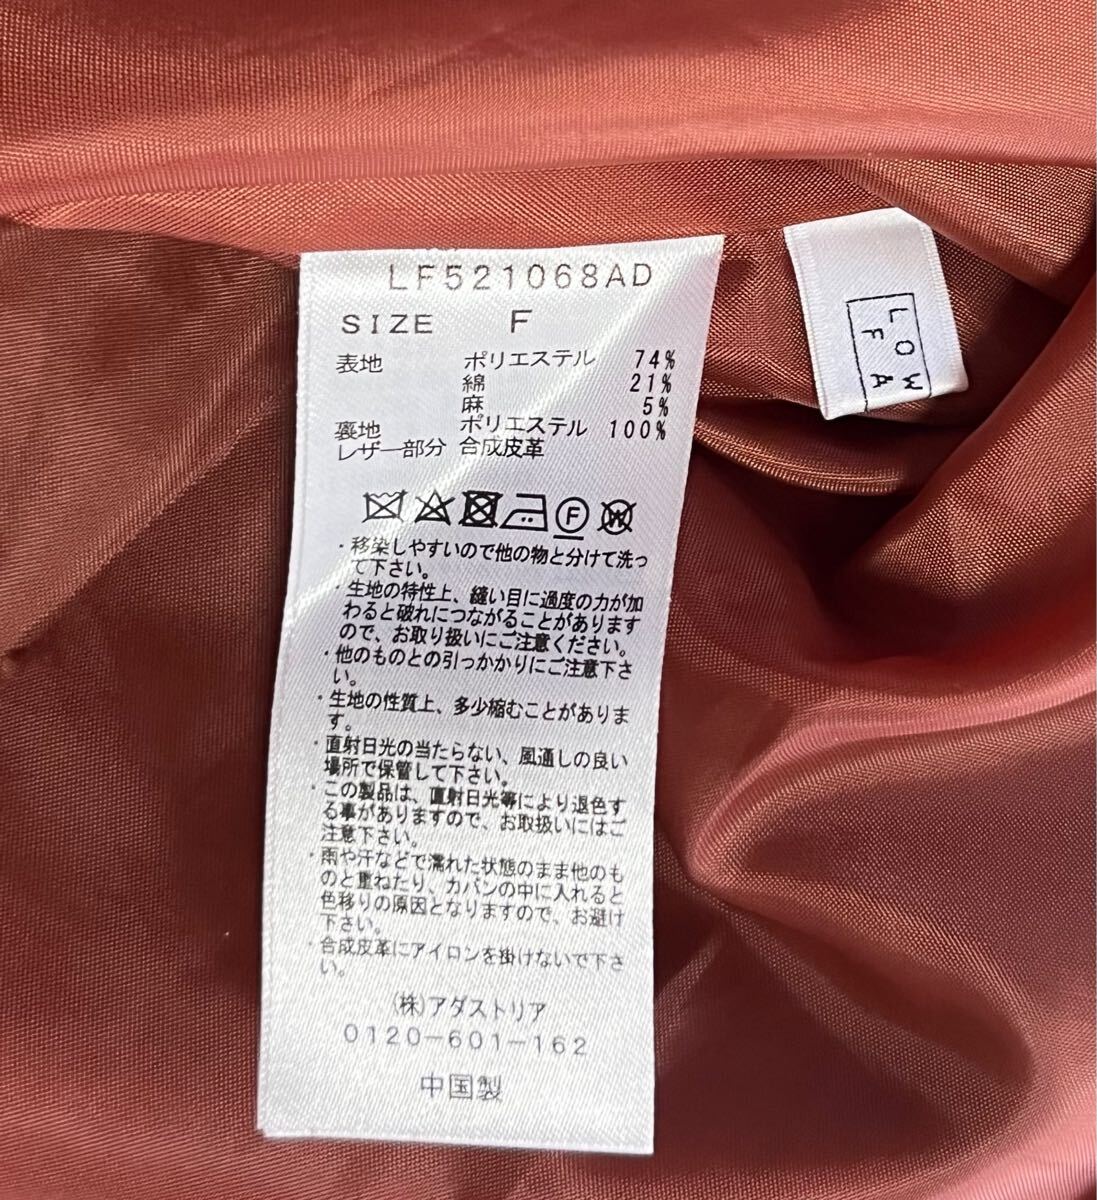 LF521068AD
SIZE F
表地 ポリエステル 74%
綿 21%
麻 5%
裏地 ポリエステル 100%
レザー部分 合成皮革
F W
・移染しやすいので他の物と分けて洗っ
て下さい。
・生地の特性上、縫い目に過度の力が加
わると破れにつながることがあります
ので、お取り扱いにご注意ください。
・他のものとの引っかかりにご注意下さ
い。
・生地の性質上、多少縮むことがありま
す。
・直射日光の当たらない、風通しの良い
場所で保管して下さい。
・この製品は、直射日光等により退色す
る事がありますので、お取扱いにはご
注意下さい。
・雨や汗などで濡れた状態のまま他のも
のと重ねたり、カバンの中に入れると
色移りの原因となりますので、お避け
下さい。
・合成皮革にアイロンを掛けないで下さ
い。
(株)アダストリア
0120-601-162
中国製
LOW
FA